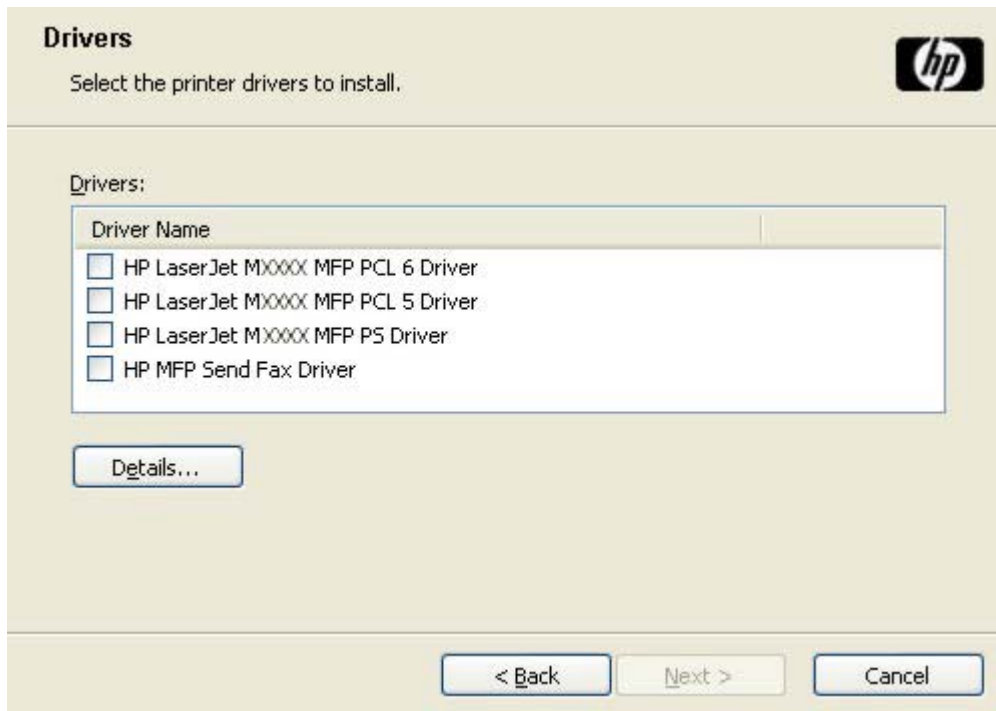 Drivers
Select the printer drivers to install.
hp
Drivers:
Driver Name
HP LaserJet MXXXX MFP PCL 6 Driver
HP LaserJet MXXXX MFP PCL 5 Driver
HP LaserJet MXXXX MFP PS Driver
HP MFP Send Fax Driver
Details...
< Back
Next >
Cancel